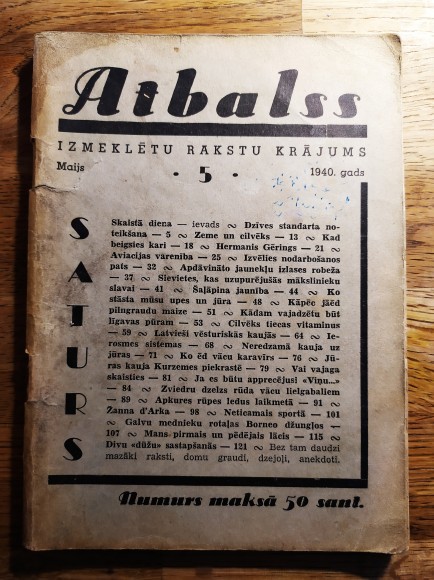 Atbalss
IZMEKLĒTU RAKSTU KRĀJUMS
Maijs
· 5 ·
1940. gads
SATURS
Skaistā diena — ievads ∾ Dzīves standarta no-
teikšana — 5 ∾ Zeme un cilvēks — 13 ∾ Kad
beigsies kari — 18 ∾ Hermanis Gērings — 21 ∾
Aviacijas varenība — 25 ∾ Izvēlies nodarbošanos
pats — 32 ∾ Apdāvināto jaunekļu izlases robeža
— 37 ∾ Sievietes, kas uzupurējušās mākslinieku
slavai — 41 ∾ Šaļapina jaunība — 44 ∾ Ko
stāsta mūsu upes un jūra — 48 ∾ Kāpēc jāēd
pilngraudu maize — 51 ∾ Kādam vajadzētu būt
līgavas pūram — 53 ∾ Cilvēks tiecas vitaminus
— 59 ∾ Latvieši vēsturiskās kaujās — 64 ∾ Ie-
rosmes sistemas — 68 ∾ Neredzamā kauja uz
jūras — 71 ∾ Ko ēd vācu karavīrs — 76 ∾ Jū-
ras kauja Kurzemes piekrastē — 79 ∾ Vai vajaga
skaisties — 81 ∾ Ja es būtu apprecējusi «Viņu...»
— 84 ∾ Zviedru dzelzs rūda vācu lielgabaliem
— 89 ∾ Apkures rūpes ledus laikmetā — 91 ∾
Žanna d'Arka — 98 ∾ Neticamais sportā — 101
∾ Galvu mednieku rotaļas Borneo džungļos —
107 ∾ Mans pirmais un pēdējais lācis — 115 ∾
Divu «dūžu» sastapšanās — 121 ∾ Bez tam daudzi
mazāki raksti, domu graudi, dzejoļi, anekdoti.
Numurs maksā 50 sant.